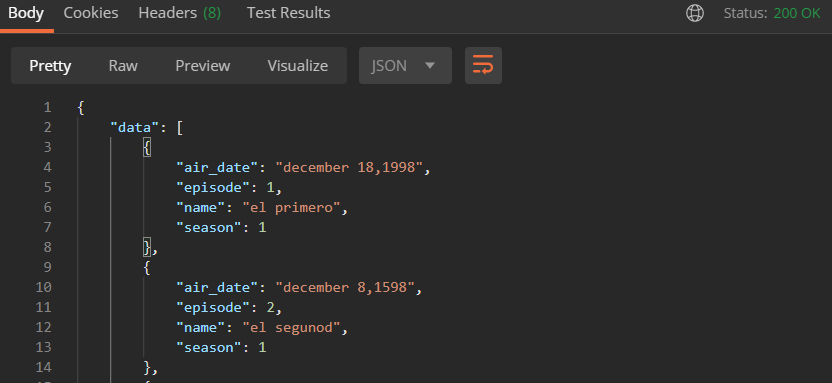 Body Cookies Headers (8) Test Results Status: 200 OK
Pretty Raw Preview Visualize JSON
1 {
2 "data": [
3 {
4 "air_date": "december 18,1998",
5 "episode": 1,
6 "name": "el primero",
7 "season": 1
8 },
9 {
10 "air_date": "december 8,1598",
11 "episode": 2,
12 "name": "el segunod",
13 "season": 1
14 },